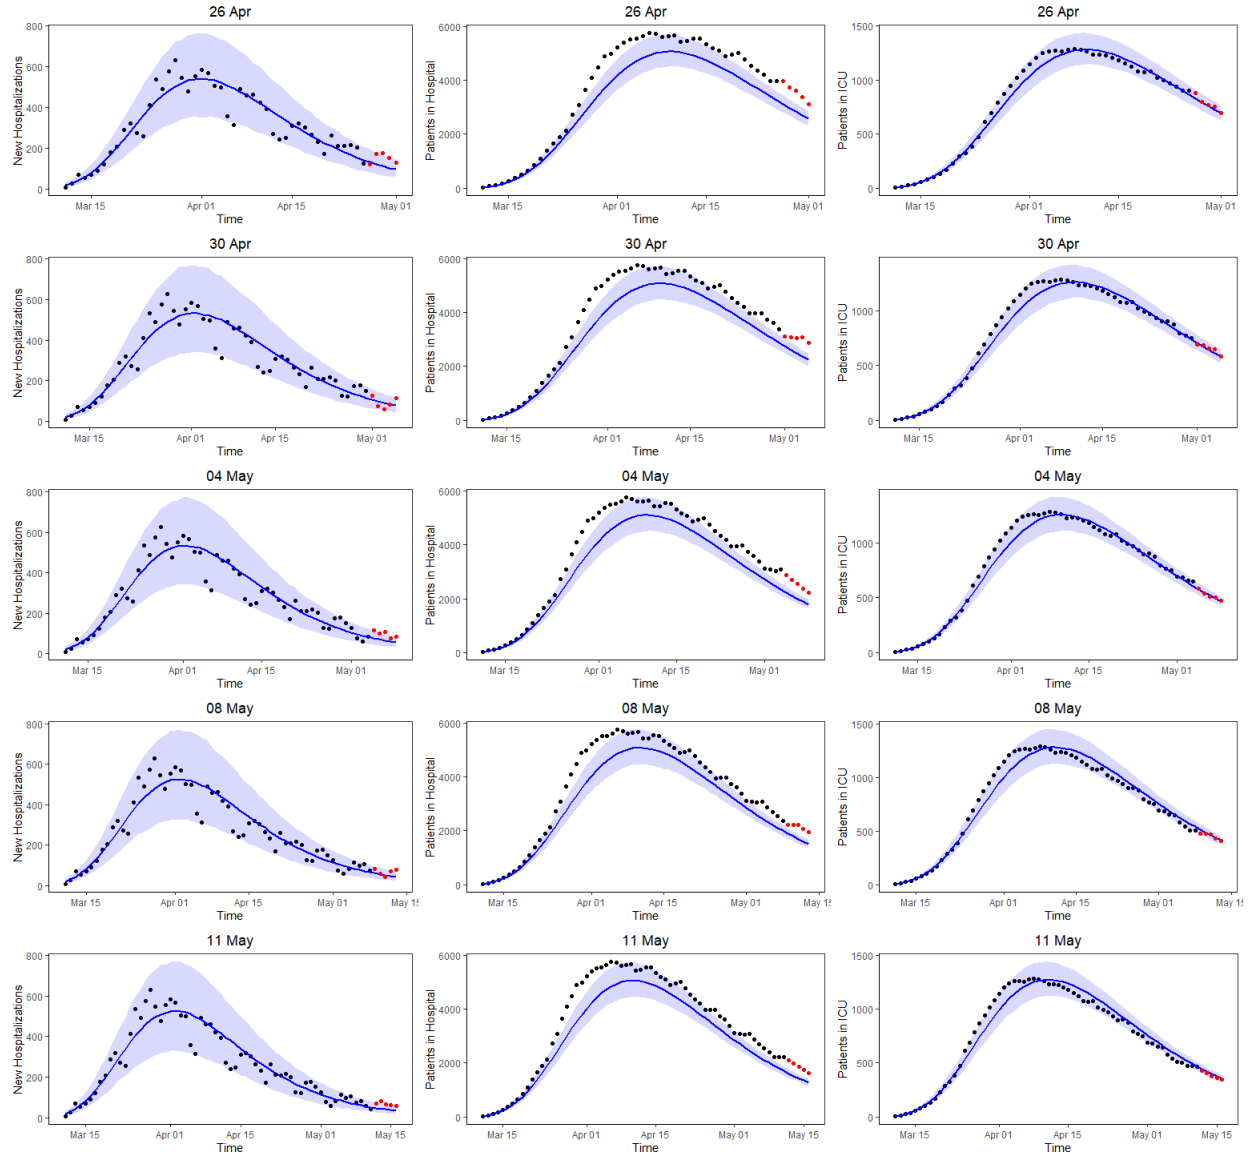 26 Apr
26 Apr
26 Apr
800
600
400
200
0
New Hospitalizations
Mar 15
Apr 01
Apr 15
May 01
Time
6000
4000
2000
0
Patients in Hospital
Mar 15
Apr 01
Apr 15
May 01
Time
1500
1000
500
0
Patients in ICU
Mar 15
Apr 01
Apr 15
May 01
Time
30 Apr
30 Apr
30 Apr
800
600
400
200
0
New Hospitalizations
Mar 15
Apr 01
Apr 15
May 01
Time
6000
4000
2000
0
Patients in Hospital
Mar 15
Apr 01
Apr 15
May 01
Time
1000
500
0
Patients in ICU
Mar 15
Apr 01
Apr 15
May 01
Time
04 May
04 May
04 May
800
600
400
200
0
New Hospitalizations
Mar 15
Apr 01
Apr 15
May 01
Time
6000
4000
2000
0
Patients in Hospital
Mar 15
Apr 01
Apr 15
May 01
Time
1000
500
0
Patients in ICU
Mar 15
Apr 01
Apr 15
May 01
Time
08 May
08 May
08 May
800
600
400
200
0
New Hospitalizations
Mar 15
Apr 01
Apr 15
May 01
May 15
Time
6000
4000
2000
0
Patients in Hospital
Mar 15
Apr 01
Apr 15
May 01
May 15
Time
1500
1000
500
0
Patients in ICU
Mar 15
Apr 01
Apr 15
May 01
May 15
Time
11 May
11 May
11 May
800
600
400
200
0
New Hospitalizations
Mar 15
Apr 01
Apr 15
May 01
May 15
Time
6000
4000
2000
0
Patients in Hospital
Mar 15
Apr 01
Apr 15
May 01
May 15
Time
1500
1000
500
0
Patients in ICU
Mar 15
Apr 01
Apr 15
May 01
May 15
Time